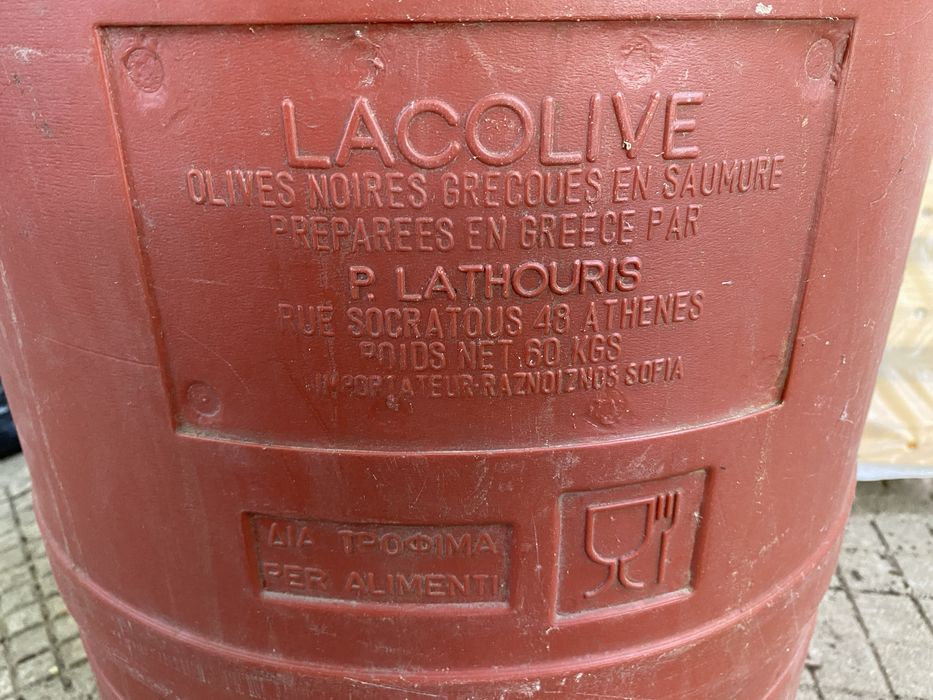 LACOLIVE
OLIVES NOIRES GRECQUES EN SAUMURE
PREPAREES EN GREECE PAR
P. LATHOURIS
RUE SOCRATOUS 48 ATHENES
POIDS NET 60 KGS
IMPORTATEUR-RAZNOIZNOS SOFIA
ΔΙΑ ΤΡΟΦΙΜΑ
PER ALIMENTI